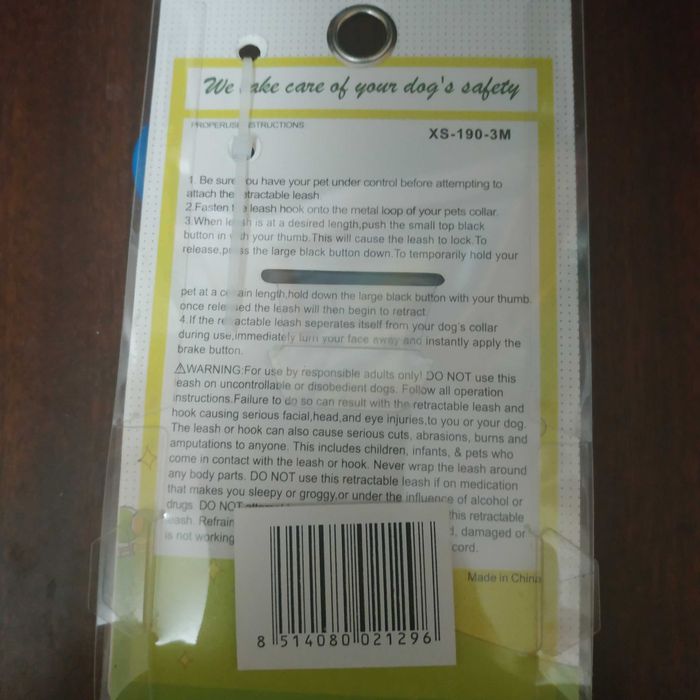 We take care of your dog's safety
PROPERUSE INSTRUCTIONS
XS-190-3M
1. Be sure you have your pet under control before attempting to
attach the retractable leash.
2.Fasten the leash hook onto the metal loop of your pets collar.
3.When leash is at a desired length,push the small top black
button in with your thumb.This will cause the leash to lock.To
release,press the large black button down.To temporarily hold your
pet at a certain length,hold down the large black button with your thumb.
once released the leash will then begin to retract.
4.If the retractable leash seperates itself from your dog's collar
during use,immediately turn your face away and instantly apply the
brake button.
⚠WARNING:For use by responsible adults only! DO NOT use this
leash on uncontrollable or disobedient dogs. Follow all operation
instructions.Failure to do so can result with the retractable leash and
hook causing serious facial,head,and eye injuries,to you or your dog.
The leash or hook can also cause serious cuts, abrasions, burns and
amputations to anyone. This includes children, infants, & pets who
come in contact with the leash or hook. Never wrap the leash around
any body parts. DO NOT use this retractable leash if on medication
that makes you sleepy or groggy,or under the influence of alcohol or
drugs. DO NOT this retractable
leash. Refrain damaged or
is not working cord.
Made in China
8 514080 021296